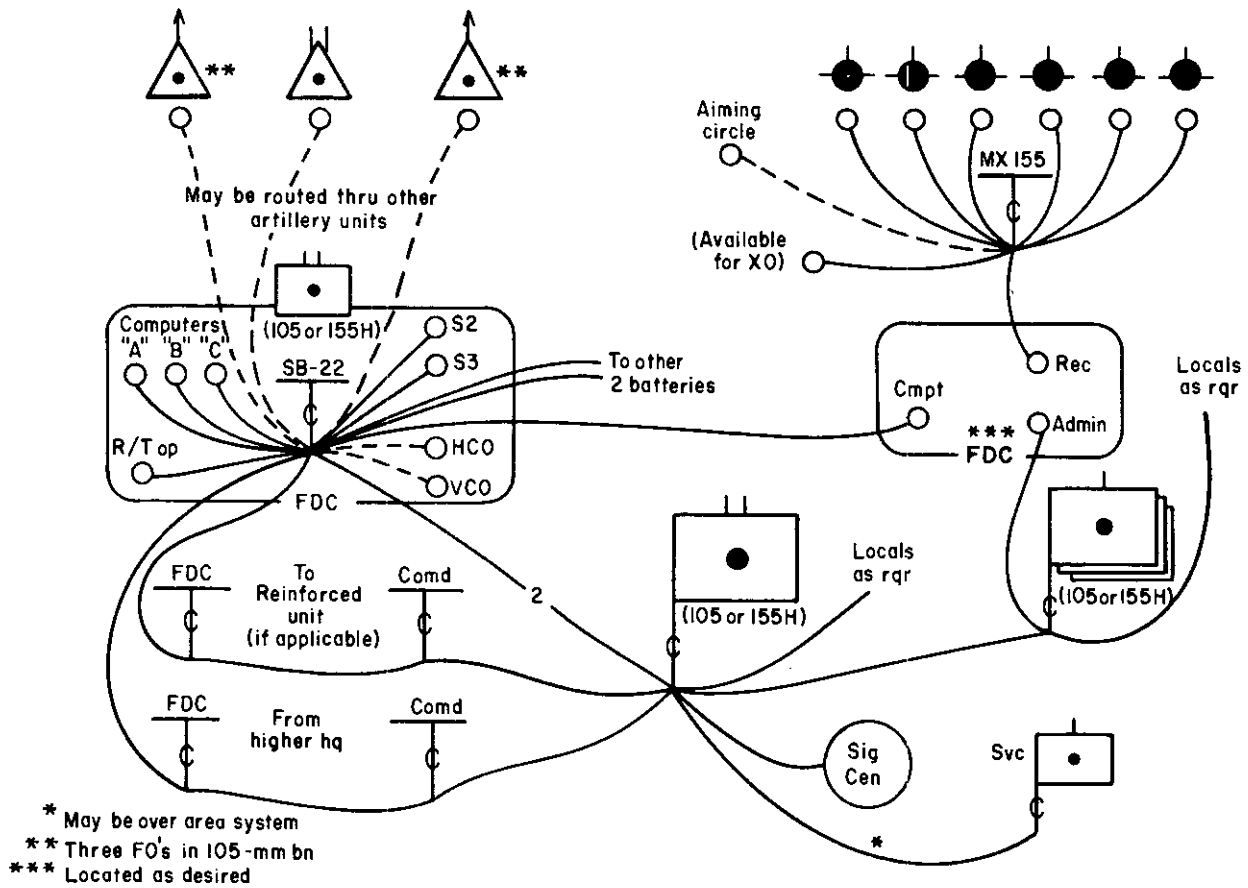 **
**
May be routed thru other
artillery units
Aiming
circle
MX 155
(Available
for XO)
(105 or 155H)
Computers
"A" "B" "C"
SB-22
S2
S3
To other
2 batteries
R/T op
HCO
VCO
FDC
Cmpt
Rec
Admin
***
FDC
Locals
as rqr
FDC
To
Reinforced
unit
(if applicable)
Comd
2
(105 or 155H)
Locals
as rqr
(105 or 155H)
FDC
From
higher hq
Comd
Sig
Cen
Svc
*
* May be over area system
** Three FO's in 105-mm bn
*** Located as desired